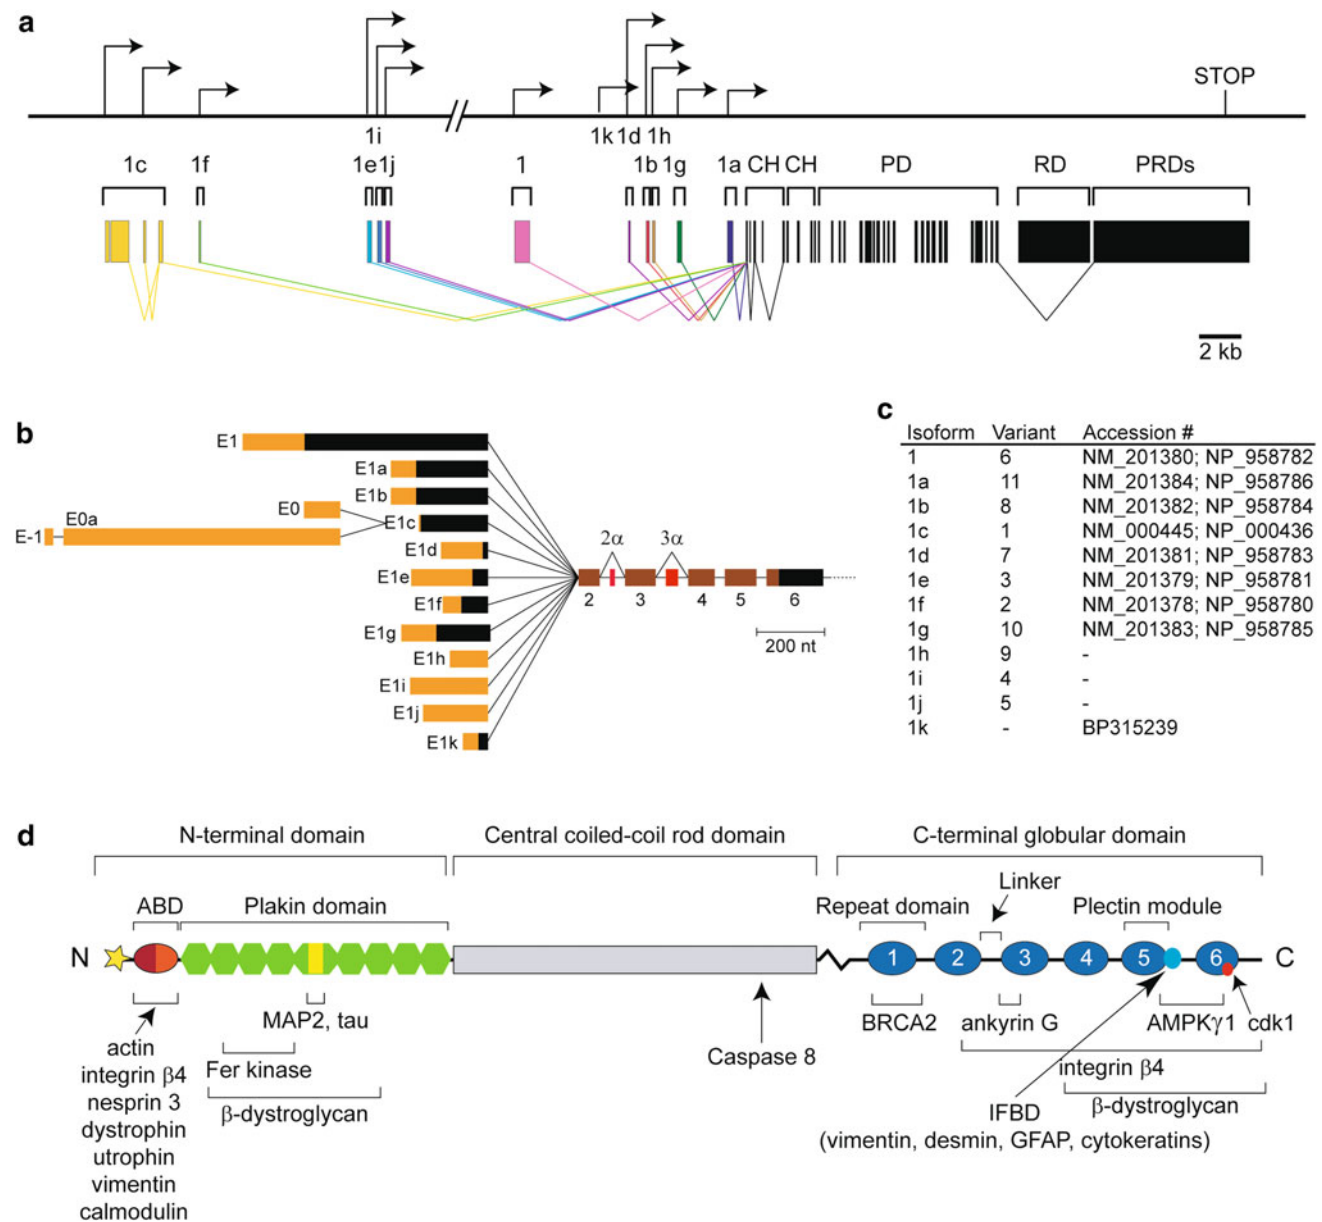 a
STOP
1i
1k 1d 1h
1c 1f 1e 1j 1 1b 1g 1a CH CH PD RD PRDs
2 kb
b
E1
E1a
E1b
E0
E0a
E-1
E1c
E1d
E1e
E1f
E1g
E1h
E1i
E1j
E1k
2α 3α
2 3 4 5 6
200 nt
c
Isoform Variant Accession #
1 6 NM_201380; NP_958782
1a 11 NM_201384; NP_958786
1b 8 NM_201382; NP_958784
1c 1 NM_000445; NP_000436
1d 7 NM_201381; NP_958783
1e 3 NM_201379; NP_958781
1f 2 NM_201378; NP_958780
1g 10 NM_201383; NP_958785
1h 9 -
1i 4 -
1j 5 -
1k - BP315239
d
N-terminal domain Central coiled-coil rod domain C-terminal globular domain
Linker
ABD Plakin domain Repeat domain Plectin module
N 1 2 3 4 5 6 C
MAP2, tau BRCA2 ankyrin G AMPKγ1 cdk1
actin
integrin β4
nesprin 3
dystrophin
utrophin
vimentin
calmodulin
Fer kinase
β-dystroglycan
Caspase 8
integrin β4
β-dystroglycan
IFBD
(vimentin, desmin, GFAP, cytokeratins)